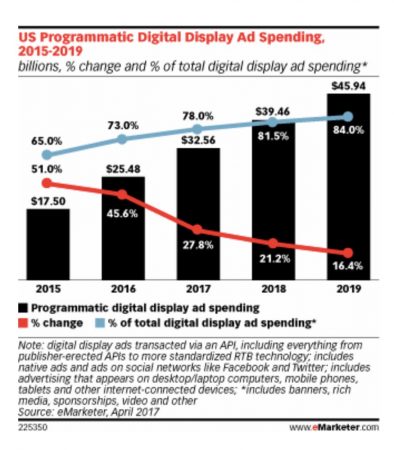 US Programmatic Digital Display Ad Spending,
2015-2019
billions, % change and % of total digital display ad spending*
$45.94
$39.46
78.0%
73.0%
$32.56
81.5%
84.0%
65.0%
51.0%
$25.48
$17.50
45.6%
27.8%
21.2%
16.4%
2015 2016 2017 2018 2019
Programmatic digital display ad spending
% change % of total digital display ad spending*
Note: digital display ads transacted via an API, including everything from
publisher-erected APIs to more standardized RTB technology; includes
native ads and ads on social networks like Facebook and Twitter; includes
advertising that appears on desktop/laptop computers, mobile phones,
tablets and other internet-connected devices; *includes banners, rich
media, sponsorships, video and other
Source: eMarketer, April 2017
225350 www.eMarketer.com